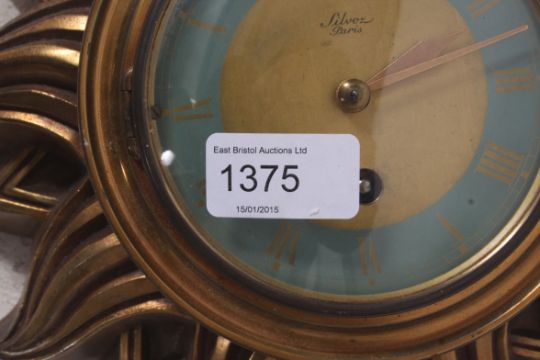 Silvoz
Paris
East Bristol Auctions Ltd
1375
15/01/2015